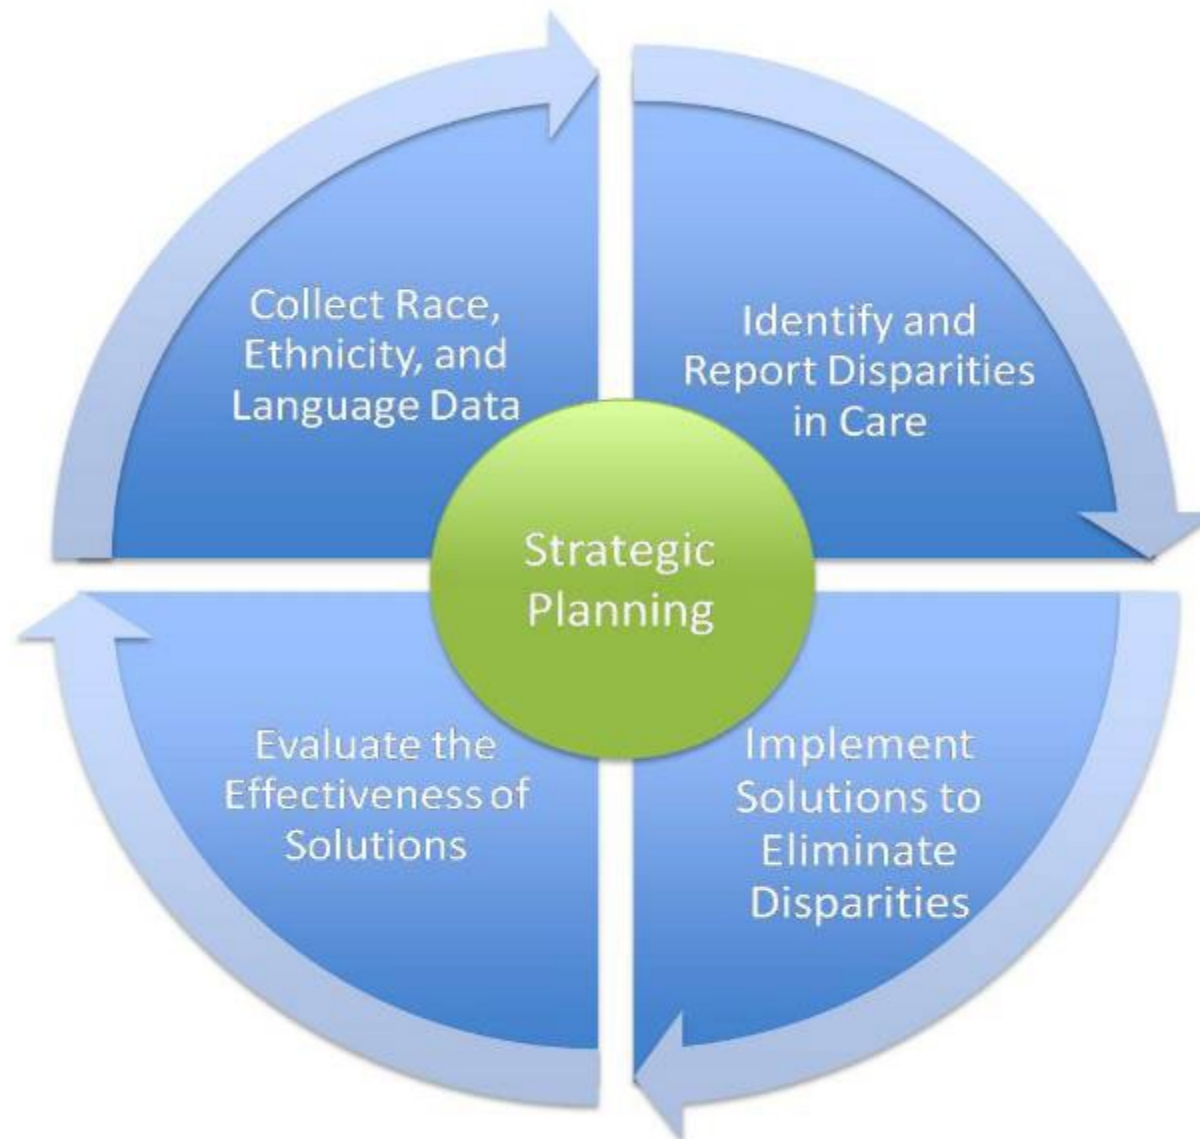 Collect Race,
Ethnicity, and
Language Data
Identify and
Report Disparities
in Care
Strategic
Planning
Evaluate the
Effectiveness of
Solutions
Implement
Solutions to
Eliminate
Disparities